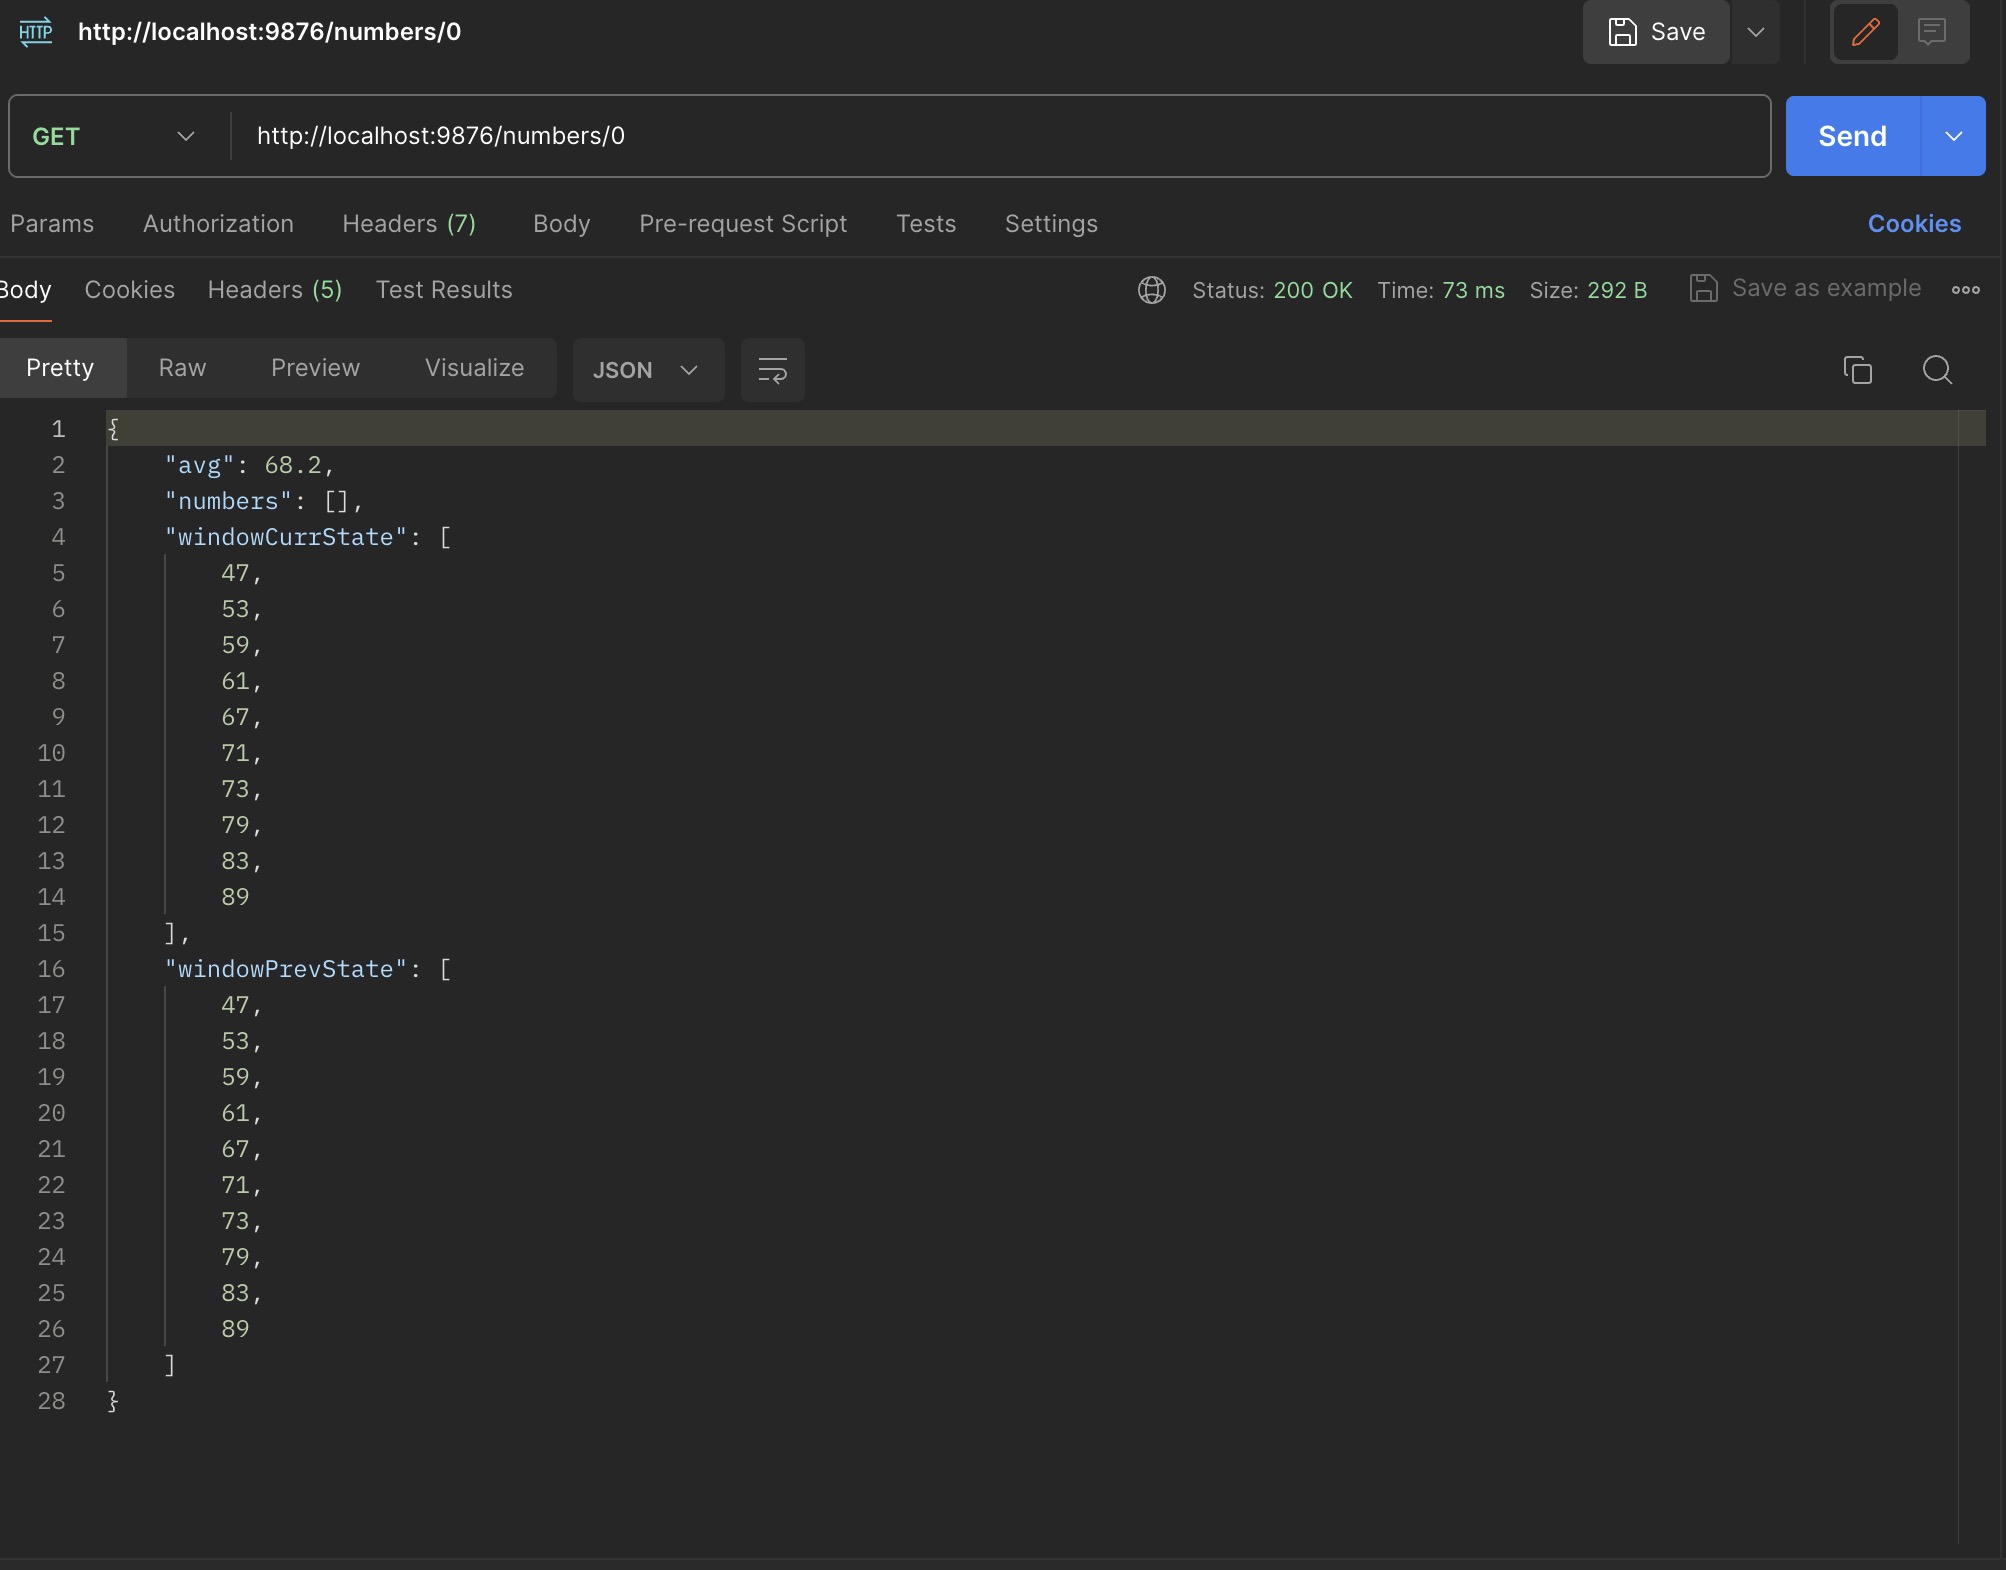 HTTP http://localhost:9876/numbers/0 Save
GET http://localhost:9876/numbers/0 Send
Params Authorization Headers (7) Body Pre-request Script Tests Settings Cookies
Body Cookies Headers (5) Test Results Status: 200 OK Time: 73 ms Size: 292 B Save as example
Pretty Raw Preview Visualize JSON
1 {
2 "avg": 68.2,
3 "numbers": [],
4 "windowCurrState": [
5 47,
6 53,
7 59,
8 61,
9 67,
10 71,
11 73,
12 79,
13 83,
14 89
15 ],
16 "windowPrevState": [
17 47,
18 53,
19 59,
20 61,
21 67,
22 71,
23 73,
24 79,
25 83,
26 89
27 ]
28 }